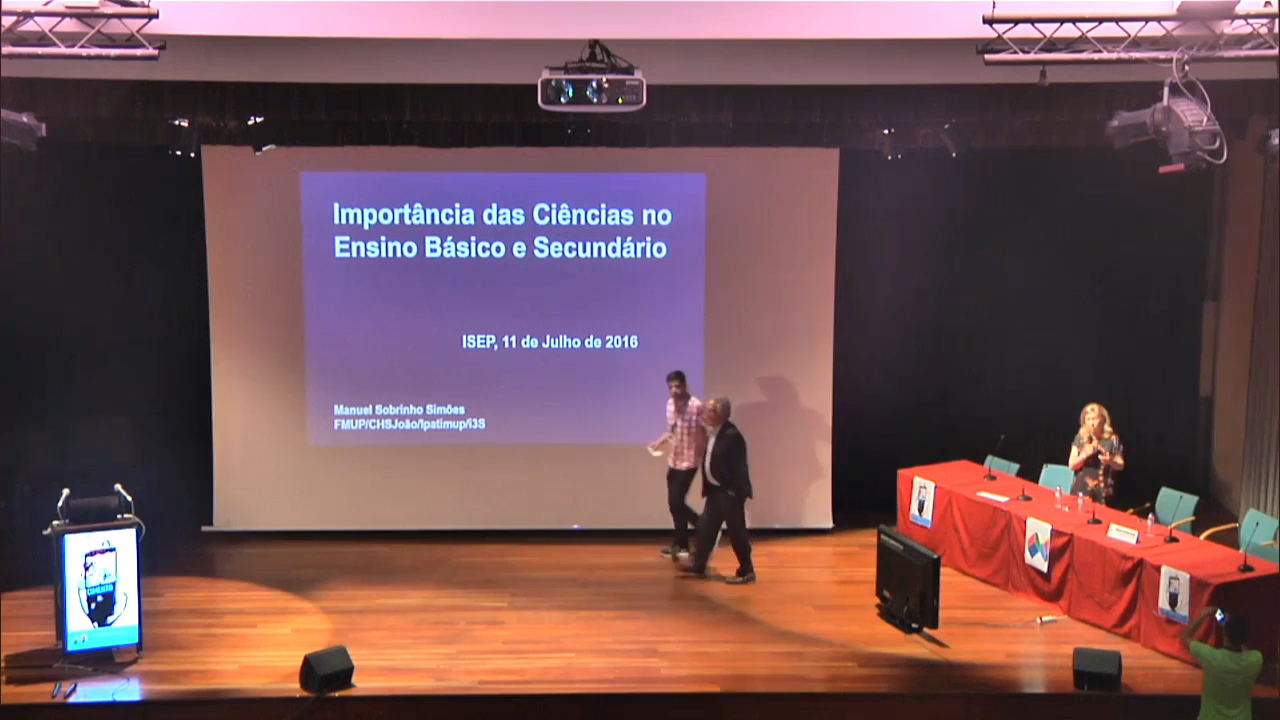 Importância das Ciências no
Ensino Básico e Secundário
ISEP, 11 de Julho de 2016
Manuel Sobrinho Simões
FMUP/CHSJoão/Ipatimup/i3S